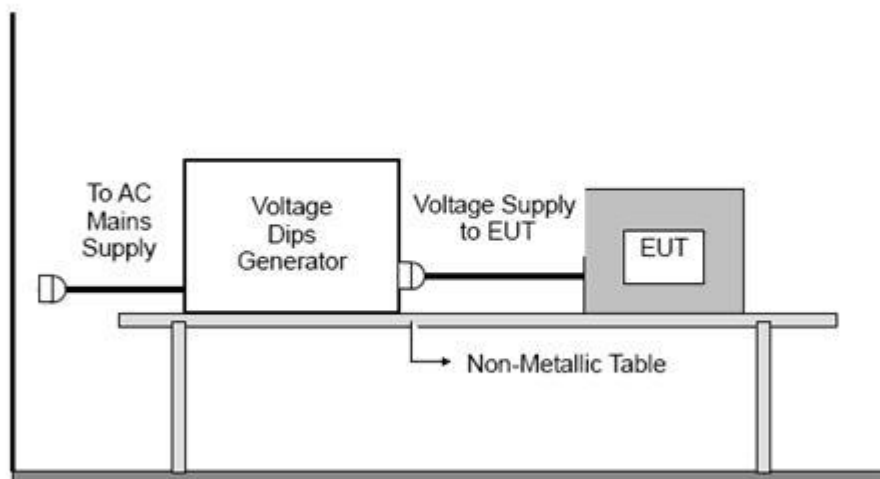 To AC
Mains
Supply
Voltage
Dips
Generator
Voltage Supply
to EUT
EUT
Non-Metallic Table